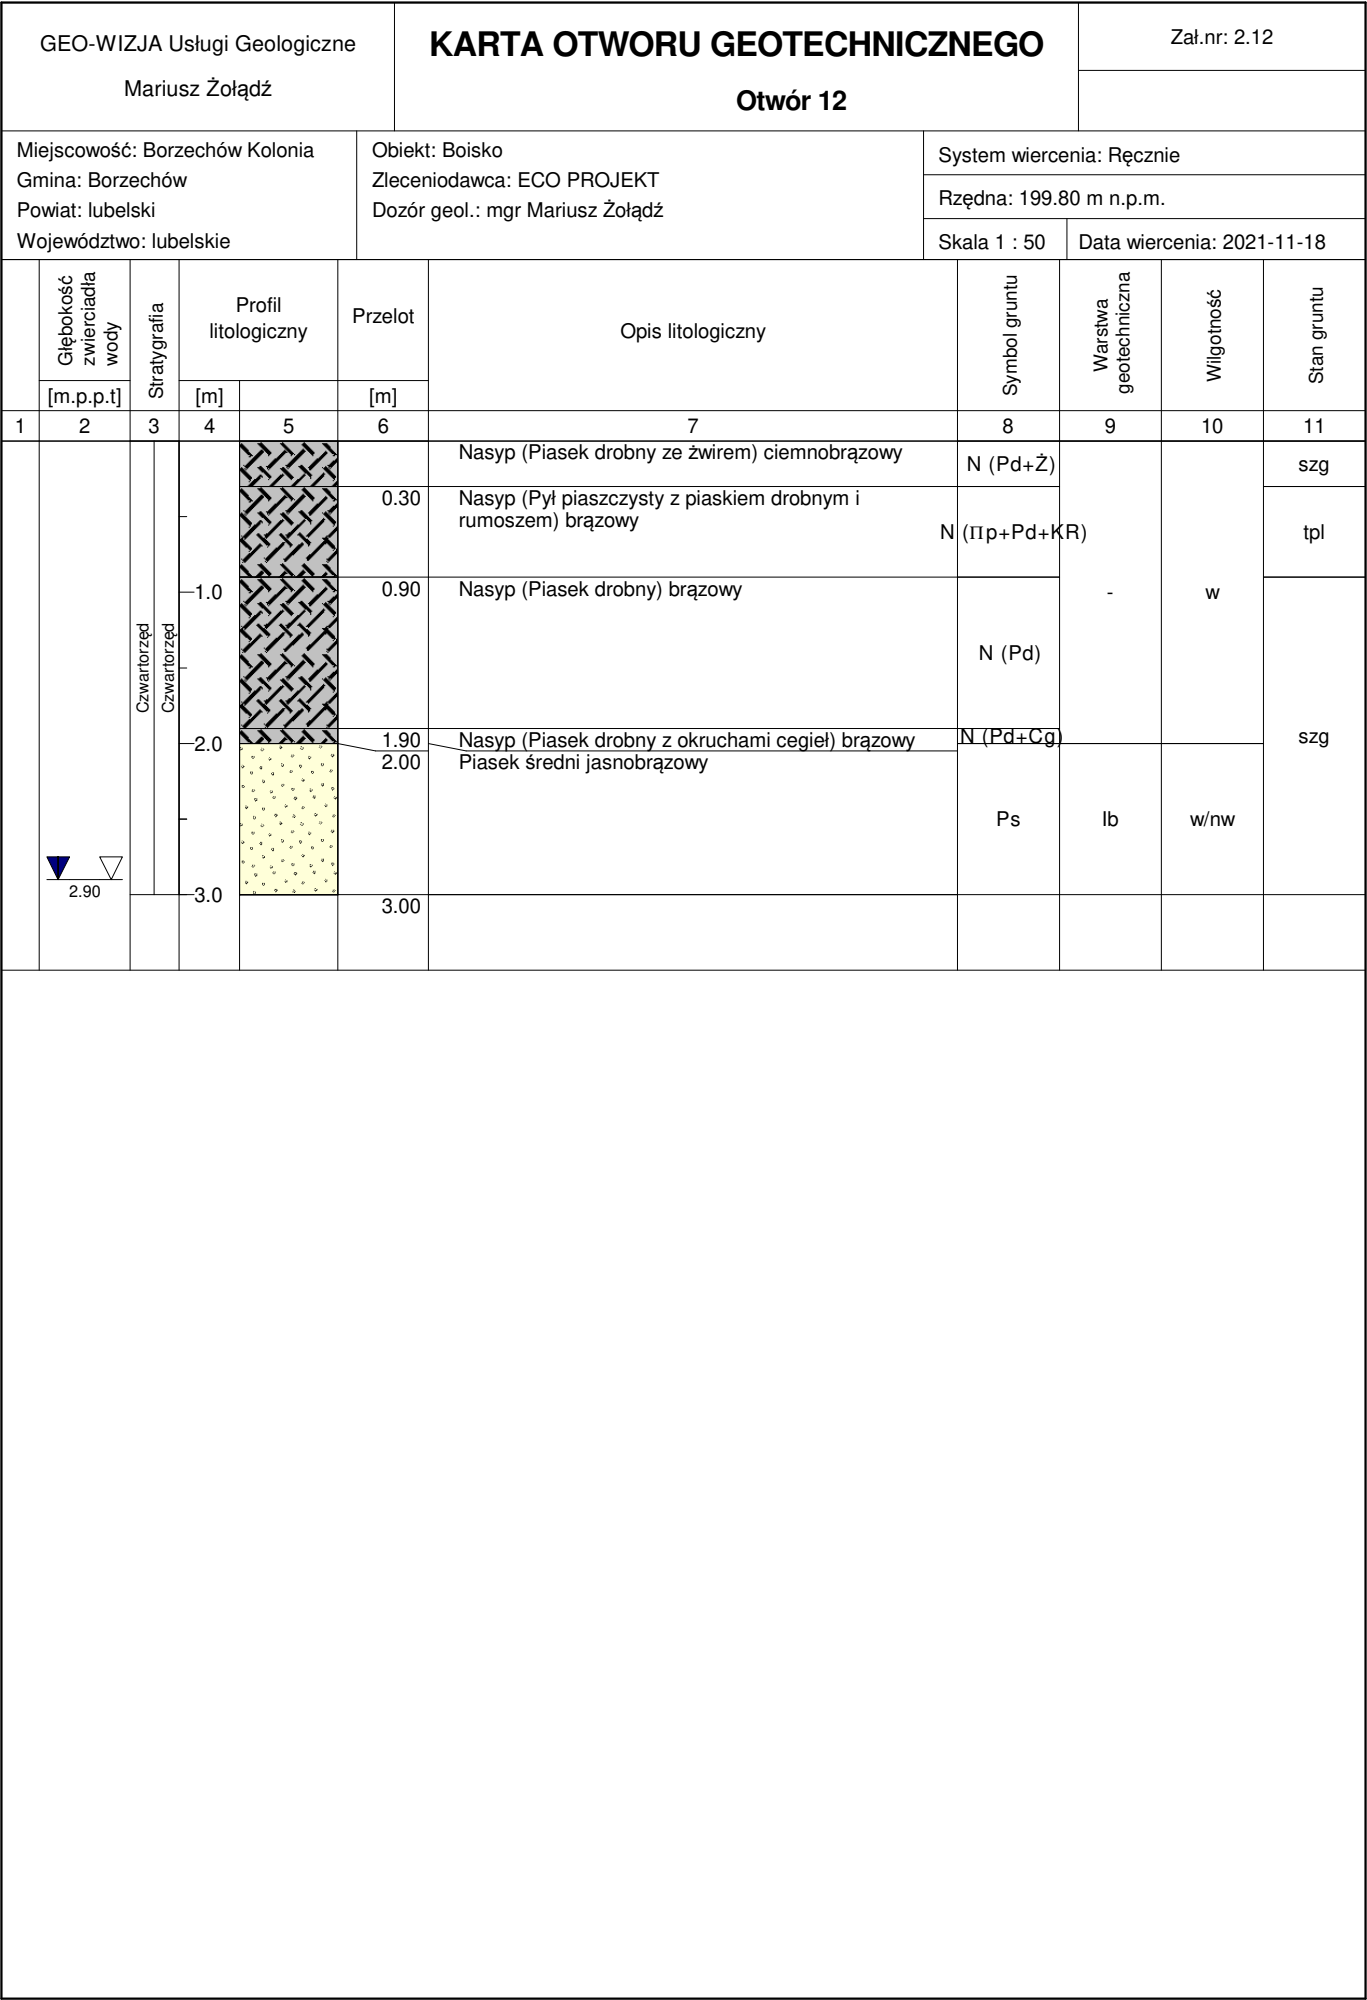 GEO-WIZJA Usługi Geologiczne
Mariusz Żołądź
KARTA OTWORU GEOTECHNICZNEGO
Otwór 12
Zał.nr: 2.12
Miejscowość: Borzechów Kolonia
Gmina: Borzechów
Powiat: lubelski
Województwo: lubelskie
Obiekt: Boisko
Zleceniodawca: ECO PROJEKT
Dozór geol.: mgr Mariusz Żołądź
System wiercenia: Ręcznie
Rzędna: 199.80 m n.p.m.
Skala 1 : 50
Data wiercenia: 2021-11-18
Głębokość
zwierciadła
wody
[m.p.p.t]
Stratygrafia
Profil
litologiczny
[m]
Przelot
[m]
Opis litologiczny
Symbol gruntu
Warstwa
geotechniczna
Wilgotność
Stan gruntu
1 2 3 4 5 6 7 8 9 10 11
Nasyp (Piasek drobny ze żwirem) ciemnobrązowy
N (Pd+Ż)
szg
0.30
Nasyp (Pył piaszczysty z piaskiem drobnym i
rumoszem) brązowy
N (Πp+Pd+KR)
tpl
1.0
0.90
Nasyp (Piasek drobny) brązowy
-
w
Czwartorzęd
Czwartorzęd
N (Pd)
2.0
1.90
Nasyp (Piasek drobny z okruchami cegieł) brązowy
N (Pd+Cg)
szg
2.00
Piasek średni jasnobrązowy
Ps
Ib
w/nw
2.90
3.0
3.00